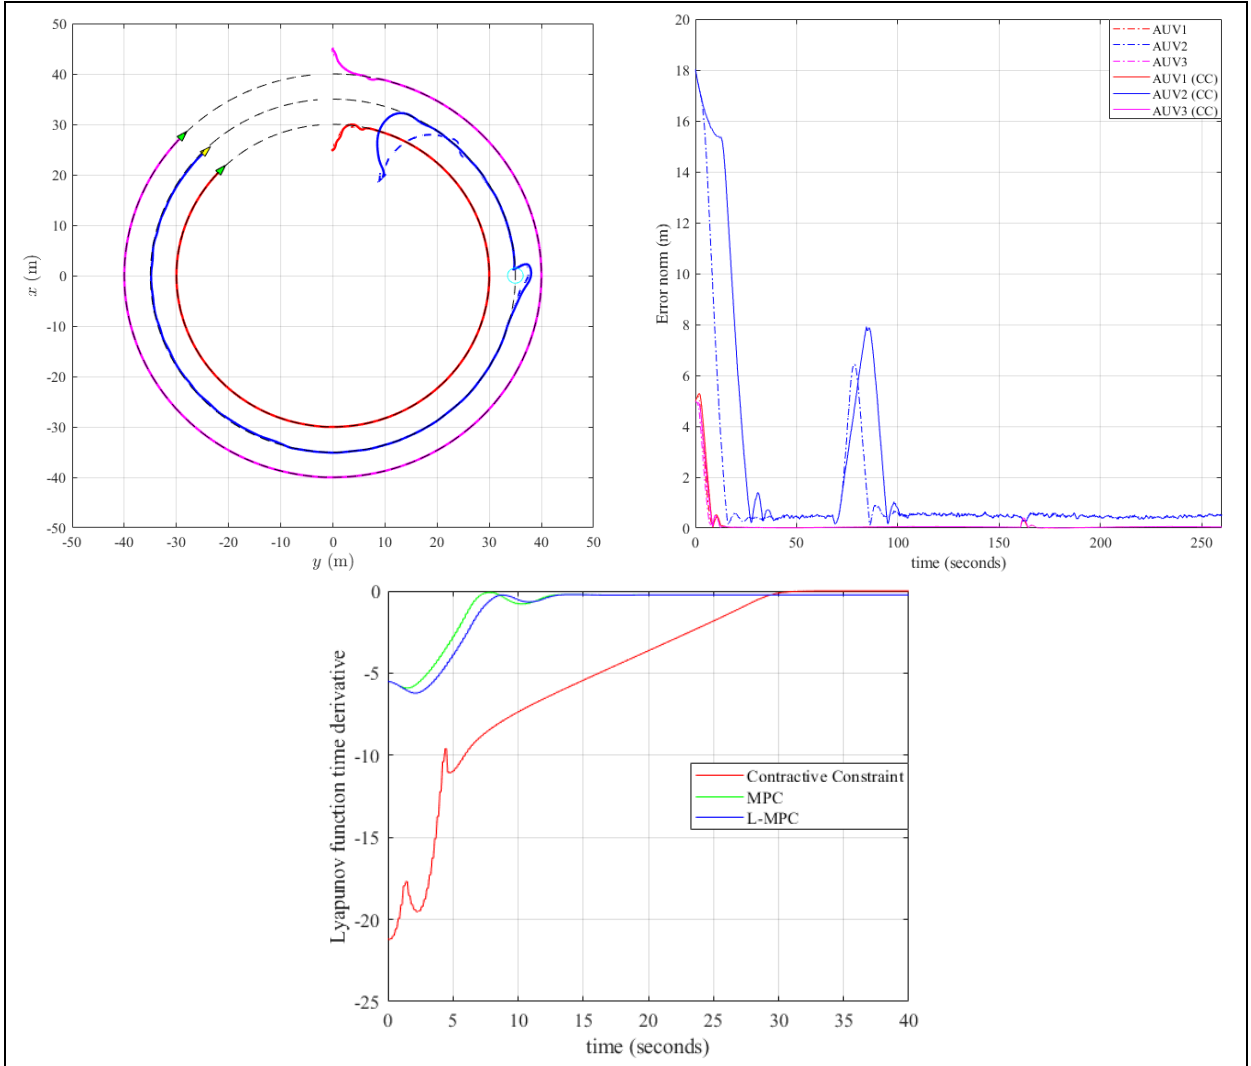 50
40
30
20
10
0
-10
-20
-30
-40
-50
x (m)
-50 -40 -30 -20 -10 0 10 20 30 40 50
y (m)
20
18
16
14
12
10
8
6
4
2
0
Error norm (m)
0 50 100 150 200 250
time (seconds)
AUV1
AUV2
AUV3
AUV1 (CC)
AUV2 (CC)
AUV3 (CC)
0
-5
-10
-15
-20
-25
Lyapunov function time derivative
0 5 10 15 20 25 30 35 40
time (seconds)
Contractive Constraint
MPC
L-MPC